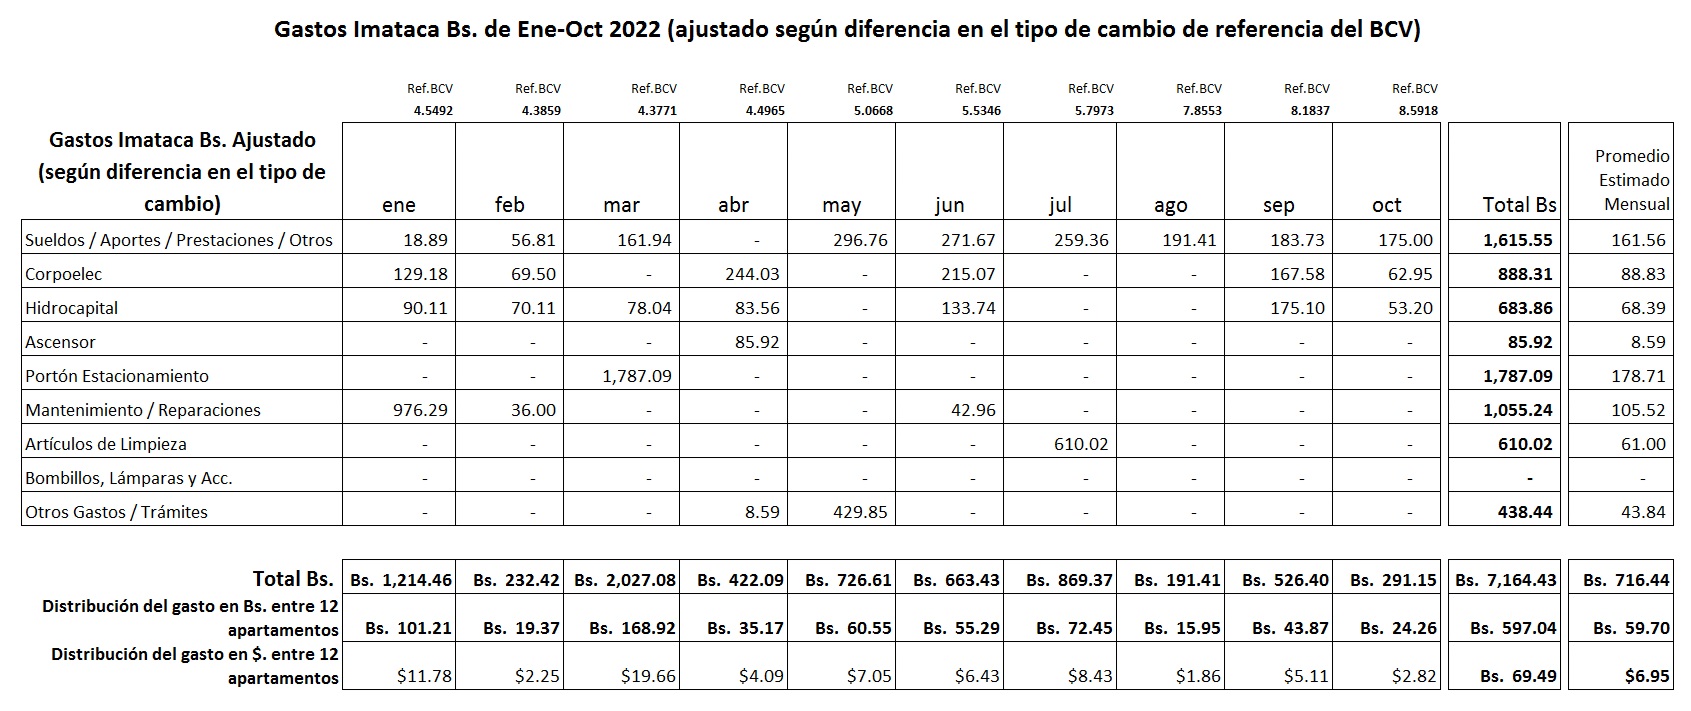 Gastos Imataca Bs. de Ene-Oct 2022 (ajustado según diferencia en el tipo de cambio de referencia del BCV)
Ref.BCV Ref.BCV Ref.BCV Ref.BCV Ref.BCV Ref.BCV Ref.BCV Ref.BCV Ref.BCV Ref.BCV
4.5492 4.3859 4.3771 4.4965 5.0668 5.5346 5.7973 7.8553 8.1837 8.5918
Gastos Imataca Bs. Ajustado
(según diferencia en el tipo de
cambio) ene feb mar abr may jun jul ago sep oct Total Bs
Promedio
Estimado
Mensual
Sueldos / Aportes / Prestaciones / Otros 18.89 56.81 161.94 - 296.76 271.67 259.36 191.41 183.73 175.00 1,615.55 161.56
Corpoelec 129.18 69.50 - 244.03 - 215.07 - - 167.58 62.95 888.31 88.83
Hidrocapital 90.11 70.11 78.04 83.56 - 133.74 - - 175.10 53.20 683.86 68.39
Ascensor - - - 85.92 - - - - - - 85.92 8.59
Portón Estacionamiento - - 1,787.09 - - - - - - - 1,787.09 178.71
Mantenimiento / Reparaciones 976.29 36.00 - - - 42.96 - - - - 1,055.24 105.52
Artículos de Limpieza - - - - - - 610.02 - - - 610.02 61.00
Bombillos, Lámparas y Acc. - - - - - - - - - - - -
Otros Gastos / Trámites - - - 8.59 429.85 - - - - - 438.44 43.84
Total Bs. Bs. 1,214.46 Bs. 232.42 Bs. 2,027.08 Bs. 422.09 Bs. 726.61 Bs. 663.43 Bs. 869.37 Bs. 191.41 Bs. 526.40 Bs. 291.15 Bs. 7,164.43 Bs. 716.44
Distribución del gasto en Bs. entre 12
apartamentos Bs. 101.21 Bs. 19.37 Bs. 168.92 Bs. 35.17 Bs. 60.55 Bs. 55.29 Bs. 72.45 Bs. 15.95 Bs. 43.87 Bs. 24.26 Bs. 597.04 Bs. 59.70
Distribución del gasto en $. entre 12
apartamentos $11.78 $2.25 $19.66 $4.09 $7.05 $6.43 $8.43 $1.86 $5.11 $2.82 Bs. 69.49 $6.95